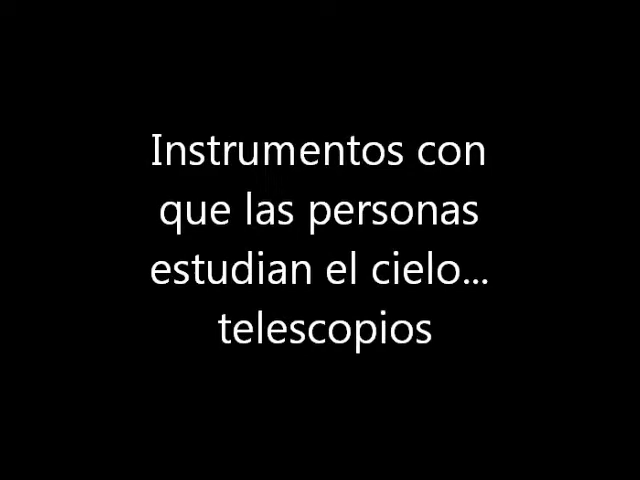 Instrumentos con
que las personas
estudian el cielo...
telescopios